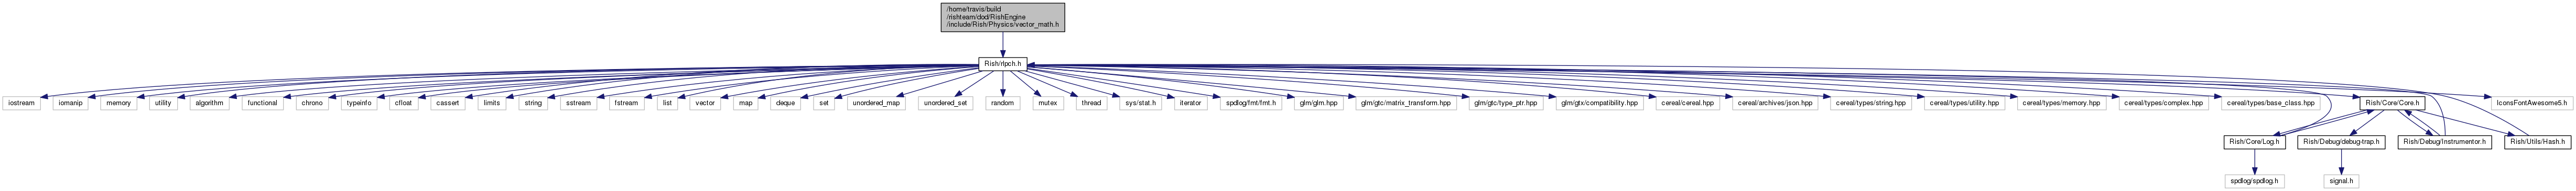 /home/travis/build
/rishteam/dod/RishEngine
/include/Rish/Physics/vector_math.h
Rish/rlpch.h
iostream
iomanip
memory
utility
algorithm
functional
chrono
typeinfo
cfloat
cassert
limits
string
sstream
fstream
list
vector
map
deque
set
unordered_map
unordered_set
random
mutex
thread
sys/stat.h
iterator
spdlog/fmt/fmt.h
glm/glm.hpp
glm/gtc/matrix_transform.hpp
glm/gtc/type_ptr.hpp
glm/gtx/compatibility.hpp
cereal/cereal.hpp
cereal/archives/json.hpp
cereal/types/string.hpp
cereal/types/utility.hpp
cereal/types/memory.hpp
cereal/types/complex.hpp
cereal/types/base_class.hpp
Rish/Core/Core.h
IconsFontAwesome5.h
Rish/Core/Log.h
Rish/Debug/debug-trap.h
Rish/Debug/Instrumentor.h
Rish/Utils/Hash.h
spdlog/spdlog.h
signal.h